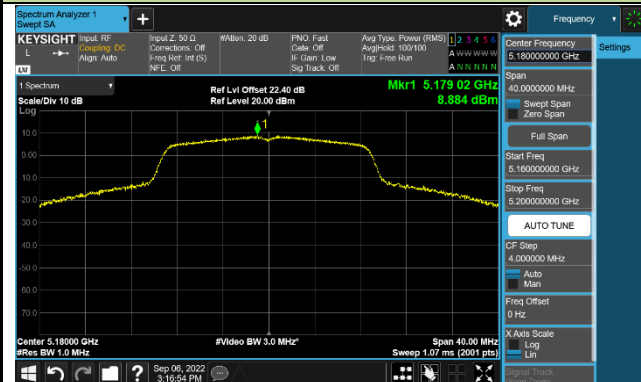 Spectrum Analyzer 1
Swept SA
Frequency
KEYSIGHT
Input: RF
Coupling: DC
Align: Auto
Input Z: 50 Ω
Corrections: Off
Freq Ref: Int (S)
NFE: Off
#Atten: 20 dB
PNO: Fast
Gate: Off
IF Gain: Low
Sig Track: Off
Avg Type: Power (RMS)
Avg|Hold: 100/100
Trig: Free Run
1 2 3 4 5 6
A W W W W W
A N N N N N
L
LXI
1 Spectrum
Scale/Div 10 dB
Log
Ref Lvl Offset 22.40 dB
Ref Level 20.00 dBm
Mkr1 5.179 02 GHz
8.884 dBm
1
10.0
0.00
10.0
20.0
30.0
40.0
-50.0
60.0
70.0
Center 5.18000 GHz
#Res BW 1.0 MHz
#Video BW 3.0 MHz*
Span 40.00 MHz
Sweep 1.07 ms (2001 pts)
Center Frequency
5.180000000 GHz
Settings
Span
40.0000000 MHz
Swept Span
Zero Span
Full Span
Start Freq
5.160000000 GHz
Stop Freq
5.200000000 GHz
AUTO TUNE
CF Step
4.000000 MHz
Auto
Man
Freq Offset
0 Hz
X Axis Scale
Log
Lin
Signal Track
Sep 06, 2022
3:16:54 PM